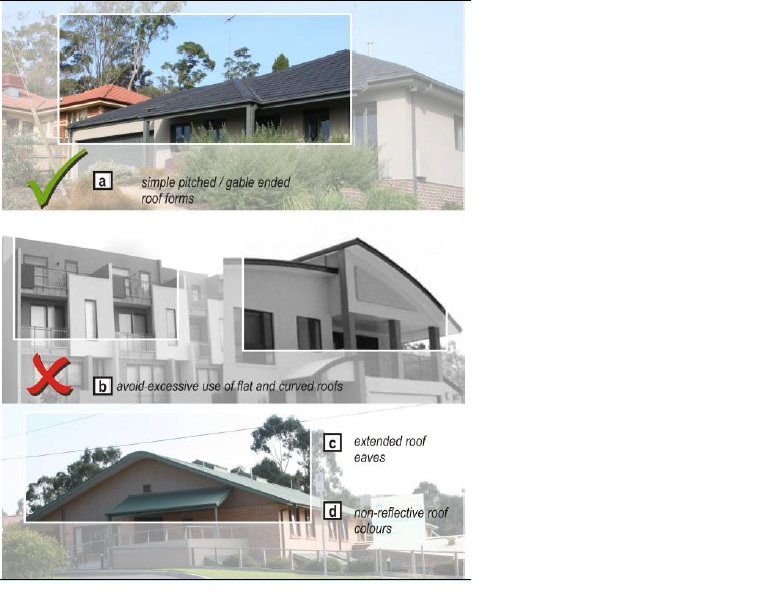 a
simple pitched / gable ended
roof forms
b avoid excessive use of flat and curved roofs
c extended roof
eaves
d non-reflective roof
colours